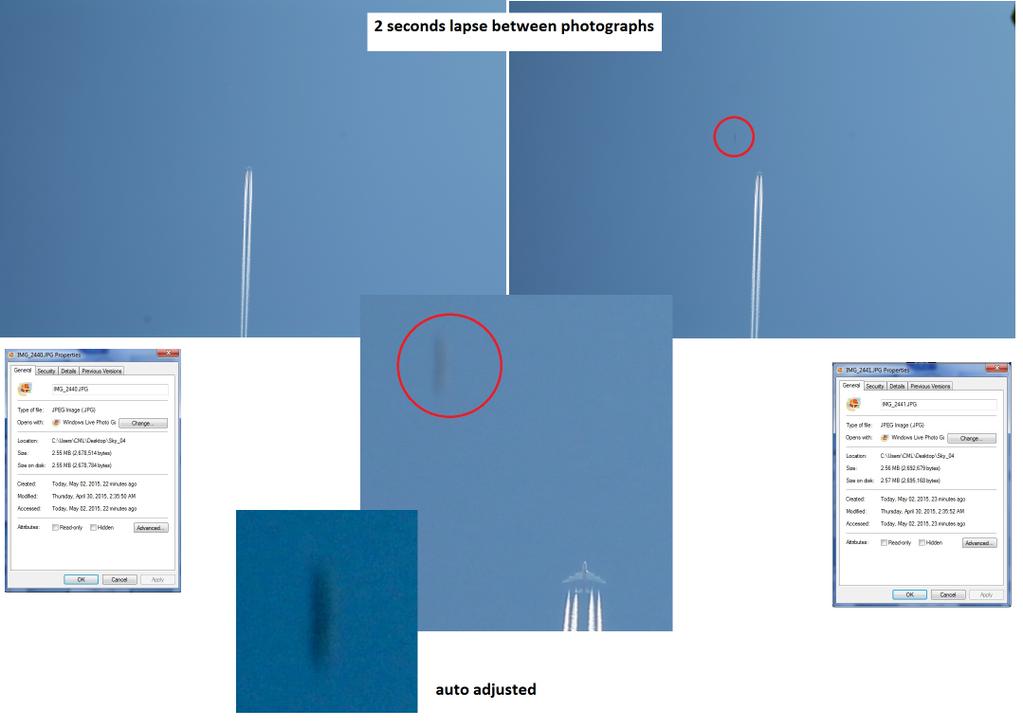 2 seconds lapse between photographs
IMG_2440.JPG Properties
General Security Details Previous Versions
IMG_2440.JPG
Type of file: JPEG Image (.JPG)
Opens with: Windows Live Photo Ga Change...
Location: C:\Users\CML\Desktop\Sky_04
Size: 2.55 MB (2,678,514 bytes)
Size on disk: 2.55 MB (2,678,784 bytes)
Created: Today, May 02, 2015, 22 minutes ago
Modified: Thursday, April 30, 2015, 2:35:50 AM
Accessed: Today, May 02, 2015, 22 minutes ago
Attributes: Read-only Hidden Advanced...
OK Cancel Apply
IMG_2441.JPG Properties
General Security Details Previous Versions
IMG_2441.JPG
Type of file: JPEG Image (.JPG)
Opens with: Windows Live Photo Ga Change...
Location: C:\Users\CML\Desktop\Sky_04
Size: 2.56 MB (2,692,679 bytes)
Size on disk: 2.57 MB (2,695,168 bytes)
Created: Today, May 02, 2015, 23 minutes ago
Modified: Thursday, April 30, 2015, 2:35:52 AM
Accessed: Today, May 02, 2015, 23 minutes ago
Attributes: Read-only Hidden Advanced...
OK Cancel Apply
auto adjusted